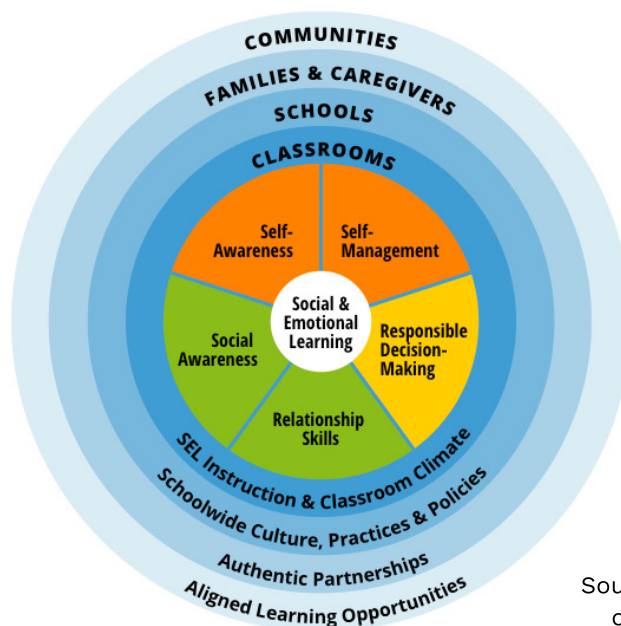 COMMUNITIES
FAMILIES & CAREGIVERS
SCHOOLS
CLASSROOMS
Self-
Awareness
Self-
Management
Social &
Emotional
Learning
Social
Awareness
Responsible
Decision-
Making
Relationship
Skills
SEL Instruction & Classroom Climate
Schoolwide Culture, Practices & Policies
Authentic Partnerships
Aligned Learning Opportunities